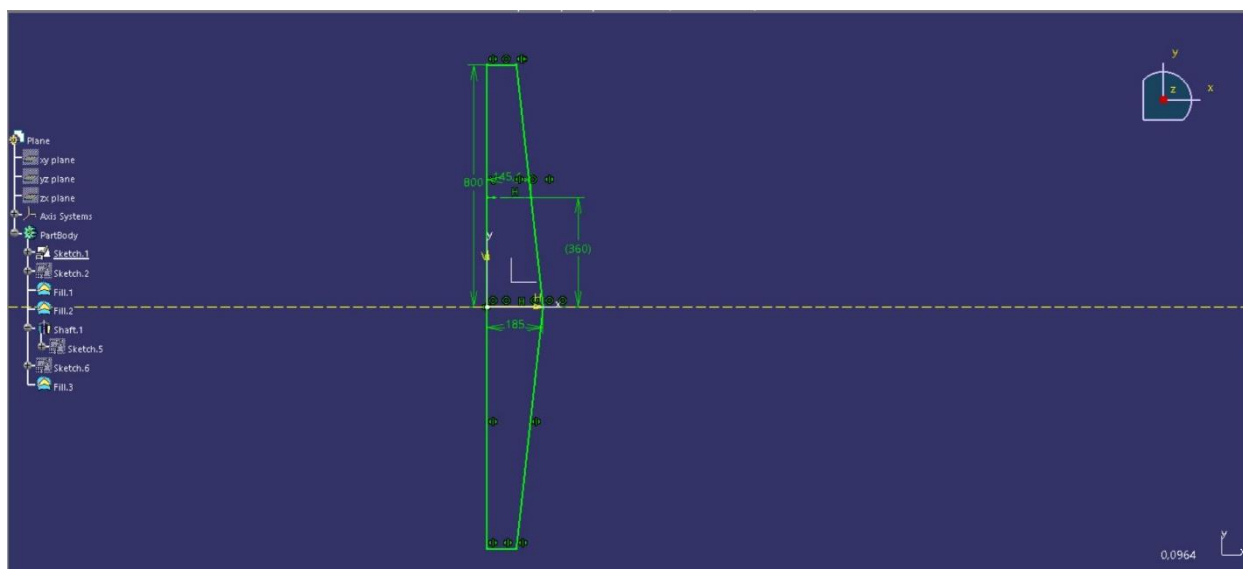 Plane
xy plane
yz plane
zx plane
Axis Systems
PartBody
Sketch.1
Sketch.2
Fill.1
Fill.2
Shaft.1
Sketch.5
Sketch.6
Fill.3
800
H
(360)
y
V
H
x
185
y
z
x
0,0964
y
x